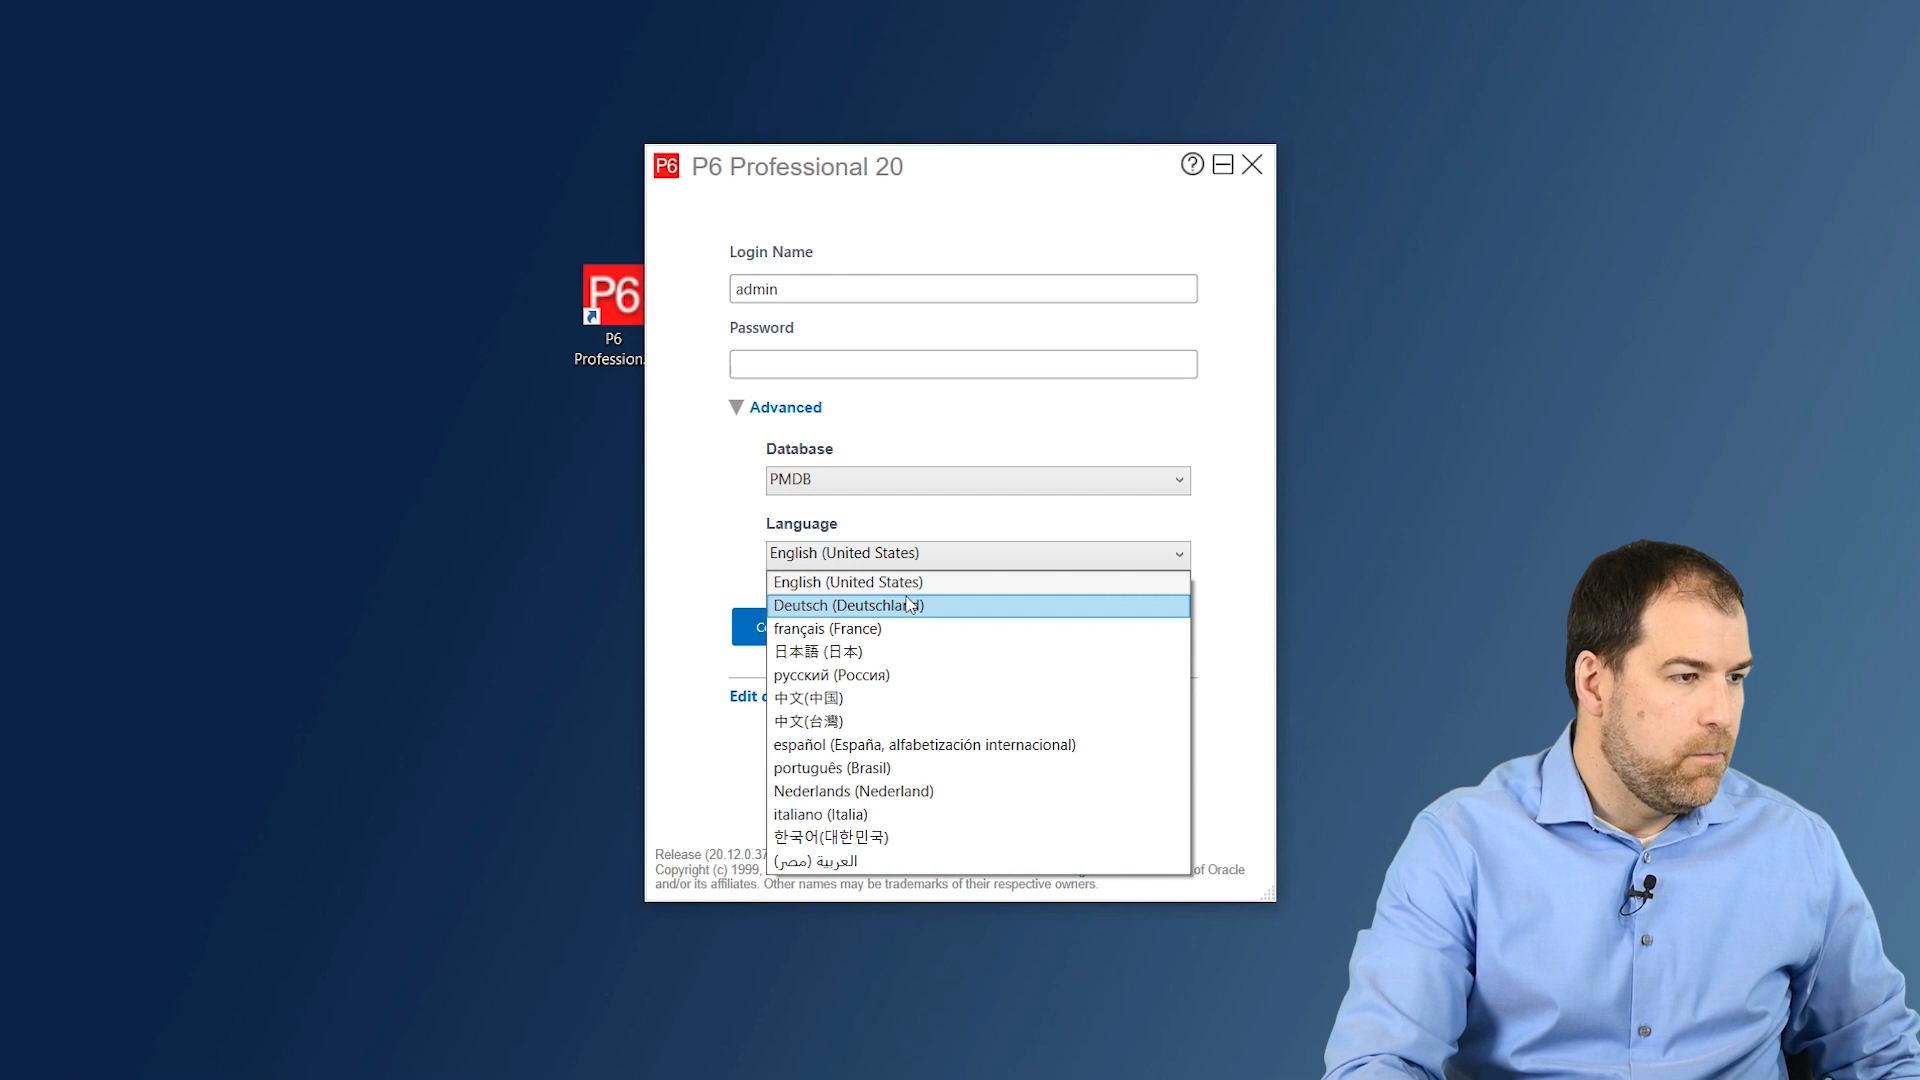 P6 P6 Professional 20
Login Name
admin
P6
P6
Profession
Password
Advanced
Database
PMDB
Language
English (United States)
English (United States)
Deutsch (Deutschland)
français (France)
日本語 (日本)
русский (Россия)
中文(中国)
中文(台灣)
español (España, alfabetización internacional)
português (Brasil)
Nederlands (Nederland)
italiano (Italia)
한국어(대한민국)
العربية (مصر)
Edit
Release (20.12.0.37
Copyright (c) 1999, of Oracle
and/or its affiliates. Other names may be trademarks of their respective owners.